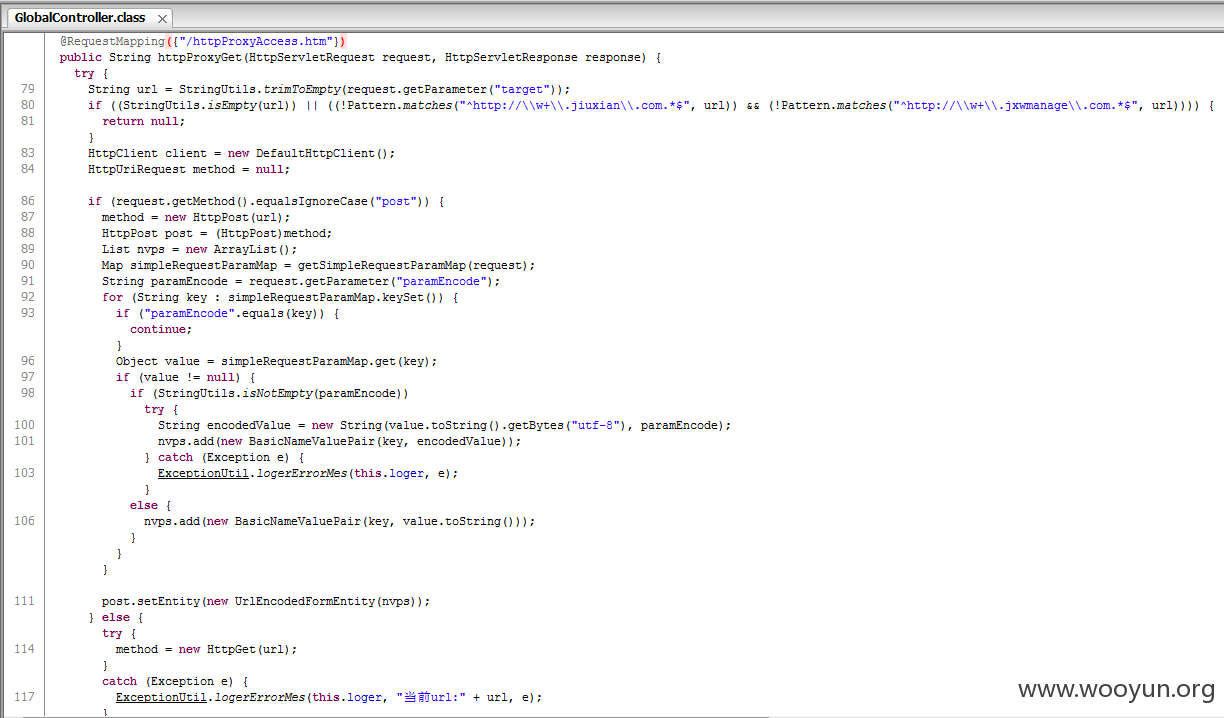 GlobalController.class
@RequestMapping({"/httpProxyAccess.htm"})
public String httpProxyGet(HttpServletRequest request, HttpServletResponse response) {
try {
79 String url = StringUtils.trimToEmpty(request.getParameter("target"));
80 if ((StringUtils.isEmpty(url)) || ((!Pattern.matches("^http://\\w+\\.jiuxian\\.com.*$", url)) && (!Pattern.matches("^http://\\w+\\.jxwmanage\\.com.*$", url)))) {
81 return null;
}
83 HttpClient client = new DefaultHttpClient();
84 HttpUriRequest method = null;
86 if (request.getMethod().equalsIgnoreCase("post")) {
87 method = new HttpPost(url);
88 HttpPost post = (HttpPost)method;
89 List nvps = new ArrayList();
90 Map simpleRequestParamMap = getSimpleRequestParamMap(request);
91 String paramEncode = request.getParameter("paramEncode");
92 for (String key : simpleRequestParamMap.keySet()) {
93 if ("paramEncode".equals(key)) {
continue;
}
96 Object value = simpleRequestParamMap.get(key);
97 if (value != null) {
98 if (StringUtils.isNotEmpty(paramEncode))
try {
100 String encodedValue = new String(value.toString().getBytes("utf-8"), paramEncode);
101 nvps.add(new BasicNameValuePair(key, encodedValue));
} catch (Exception e) {
103 ExceptionUtil.logerErrorMes(this.loger, e);
}
else {
106 nvps.add(new BasicNameValuePair(key, value.toString()));
}
}
}
111 post.setEntity(new UrlEncodedFormEntity(nvps));
} else {
try {
114 method = new HttpGet(url);
}
catch (Exception e) {
117 ExceptionUtil.logerErrorMes(this.loger, "当前url:" + url, e);
}
www.wooyun.org